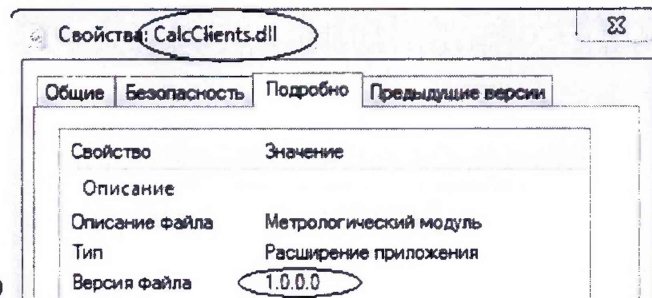 Свойства: CalcClients.dll
Общие Безопасность Подробно Предыдущие версии
Свойство Значение
Описание
Описание файла Метрологический модуль
Тип Расширение приложения
Версия файла 1.0.0.0